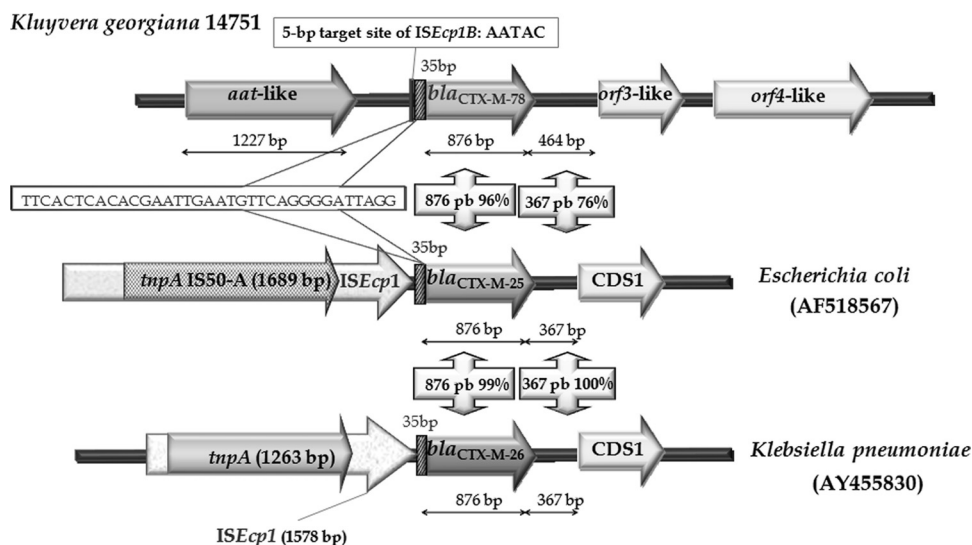 Kluyvera georgiana 14751
5-bp target site of ISEcp1B: AATAC
35bp
aat-like
blaCTX-M-78
orf3-like
orf4-like
1227 bp
876 bp
464 bp
TTCACTCACACGAATTGAATGTTCAGGGGATTAGG
876 pb 96%
367 pb 76%
35bp
tnpA IS50-A (1689 bp)
ISEcp1
blaCTX-M-25
CDS1
Escherichia coli
(AF518567)
876 bp
367 bp
876 pb 99%
367 pb 100%
35bp
tnpA (1263 bp)
blaCTX-M-26
CDS1
Klebsiella pneumoniae
(AY455830)
876 bp
367 bp
ISEcp1 (1578 bp)